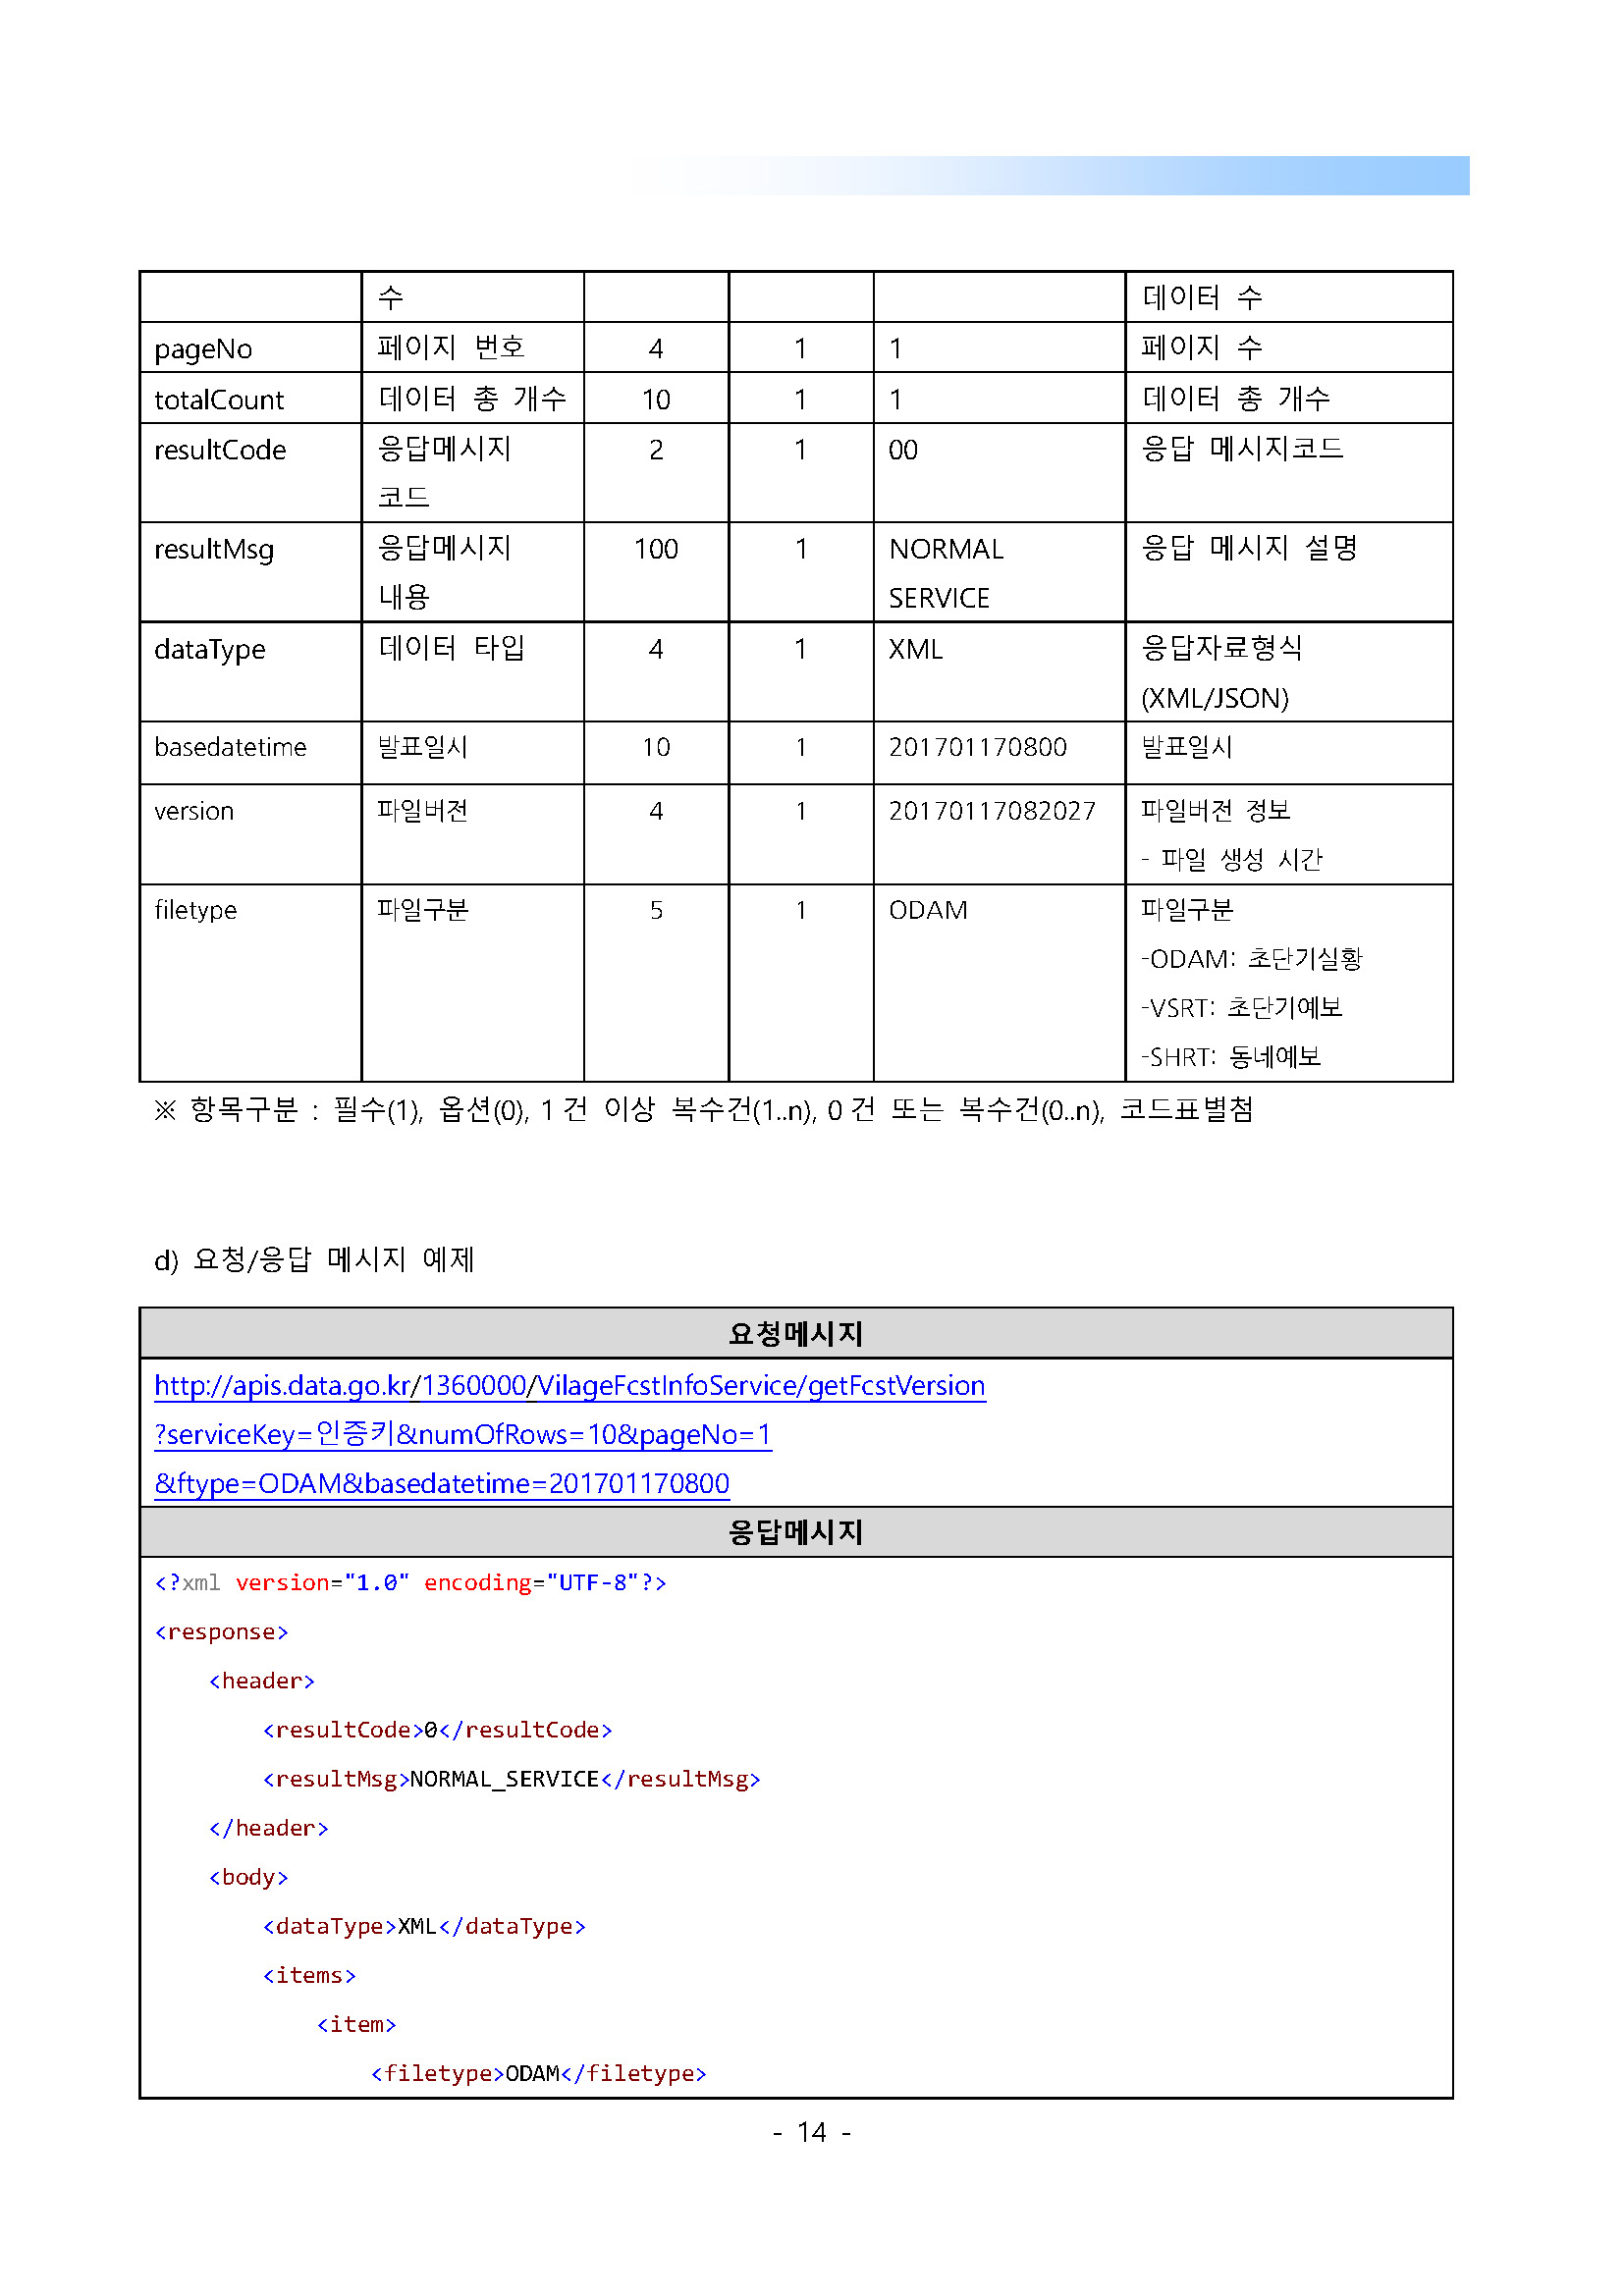 수 데이터 수
pageNo 페이지 번호 4 1 1 페이지 수
totalCount 데이터 총 개수 10 1 1 데이터 총 개수
resultCode 응답메시지 2 1 00 응답 메시지코드
코드
resultMsg 응답메시지 100 1 NORMAL 응답 메시지 설명
내용 SERVICE
dataType 데이터 타입 4 1 XML 응답자료형식
(XML/JSON)
basedatetime 발표일시 10 1 201701170800 발표일시
version 파일버전 4 1 20170117082027 파일버전 정보
- 파일 생성 시간
filetype 파일구분 5 1 ODAM 파일구분
-ODAM: 초단기실황
-VSRT: 초단기예보
-SHRT: 동네예보
※ 항목구분 : 필수(1), 옵션(0), 1 건 이상 복수건(1..n), 0 건 또는 복수건(0..n), 코드표별첨
d) 요청/응답 메시지 예제
요청메시지
http://apis.data.go.kr/1360000/VilageFcstInfoService/getFcstVersion
?serviceKey=인증키&numOfRows=10&pageNo=1
&ftype=ODAM&basedatetime=201701170800
응답메시지
<?xml version="1.0" encoding="UTF-8"?>
<response>
<header>
<resultCode>0</resultCode>
<resultMsg>NORMAL_SERVICE</resultMsg>
</header>
<body>
<dataType>XML</dataType>
<items>
<item>
<filetype>ODAM</filetype>
- 14 -